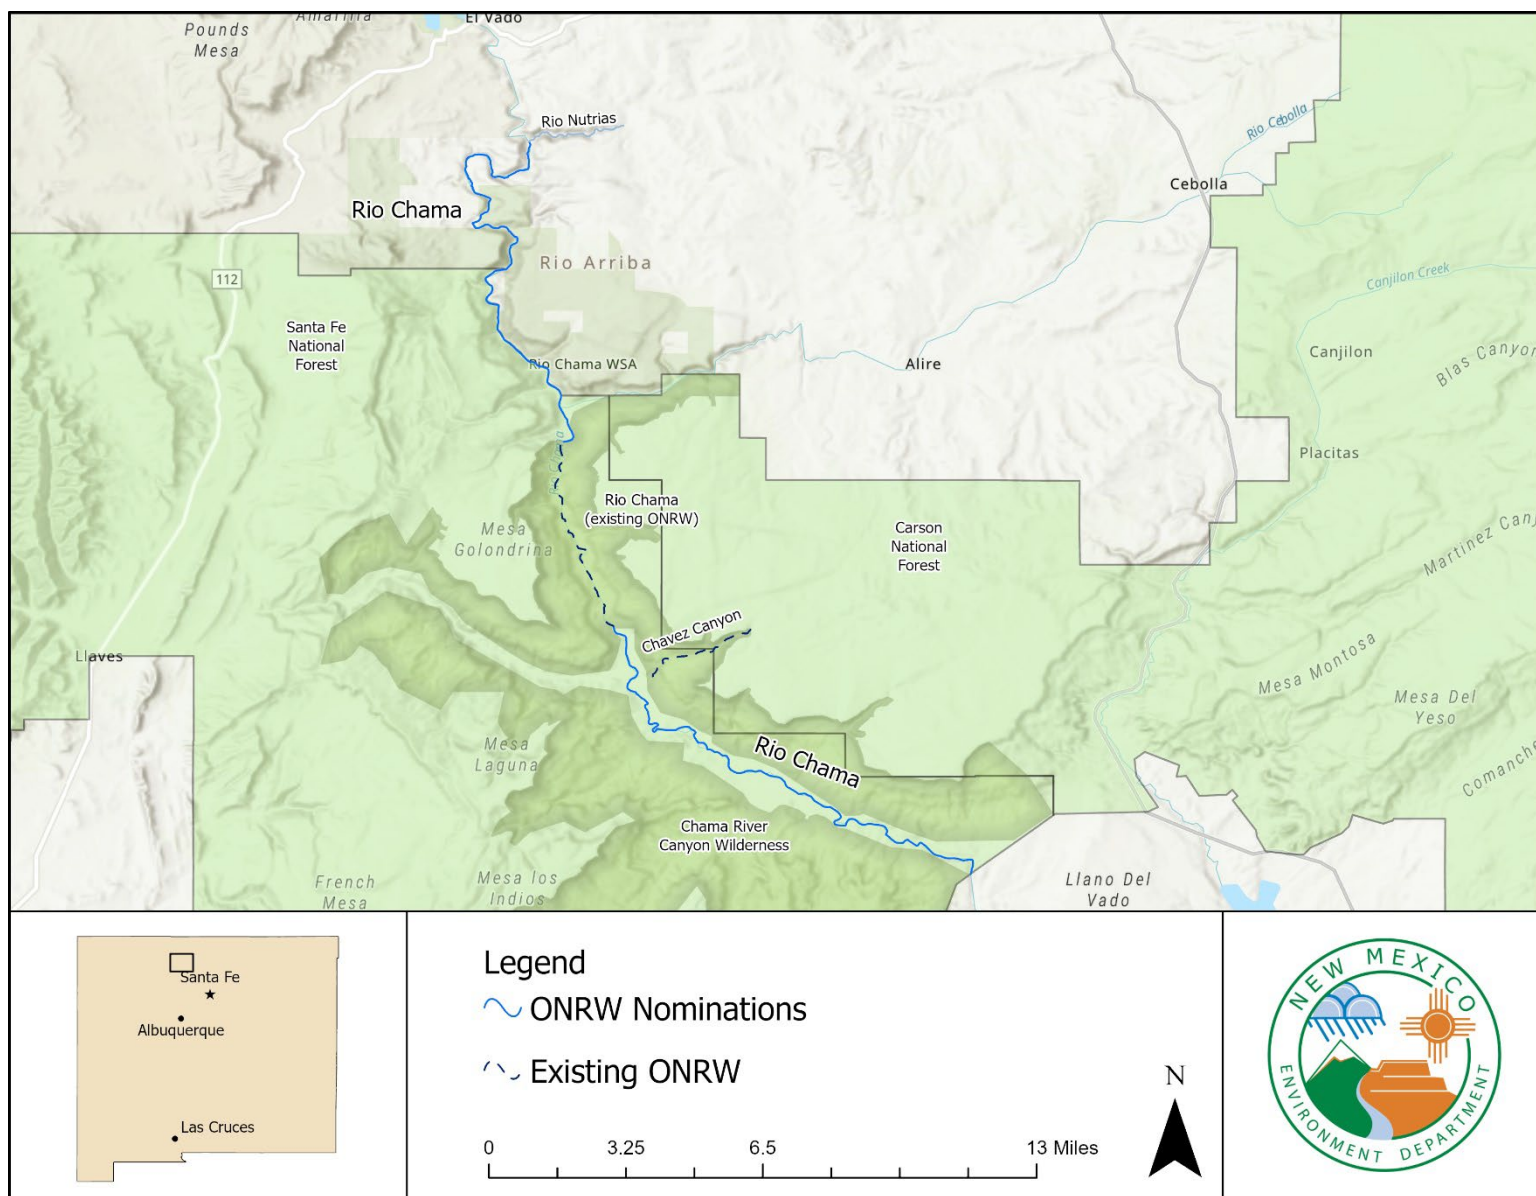 Pounds
Mesa
Amarilla
El Vado
Rio Nutrias
Rio Cebolla
Cebolla
Rio Chama
Rio Arriba
112
Canjilon Creek
Santa Fe
National
Forest
Rio Chama WSA
Alire
Canjilon
Blas Canyon
Placitas
Rio Chama
(existing ONRW)
Mesa
Golondrina
Carson
National
Forest
Martinez Canj
Chavez Canyon
Llaves
Mesa Montosa
Mesa Del
Yeso
Mesa
Laguna
Rio Chama
Comanche
Chama River
Canyon Wilderness
French
Mesa
Mesa los
Indios
Llano Del
Vado
Santa Fe
Albuquerque
Las Cruces
Legend
ONRW Nominations
Existing ONRW
0 3.25 6.5 13 Miles
N
NEW MEXICO
ENVIRONMENT DEPARTMENT